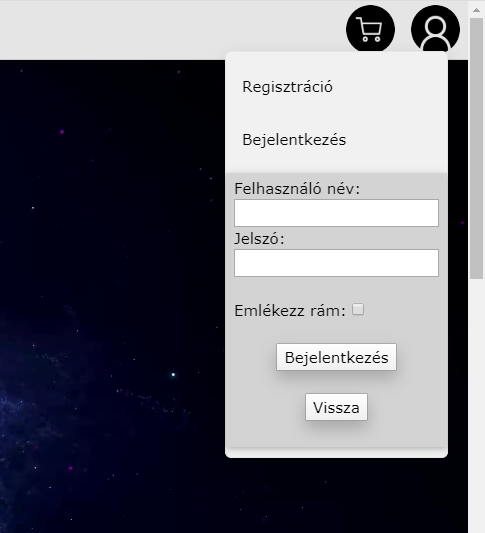 Regisztráció
Bejelentkezés
Felhasználó név:
Jelszó:
Emlékezz rám:
Bejelentkezés
Vissza